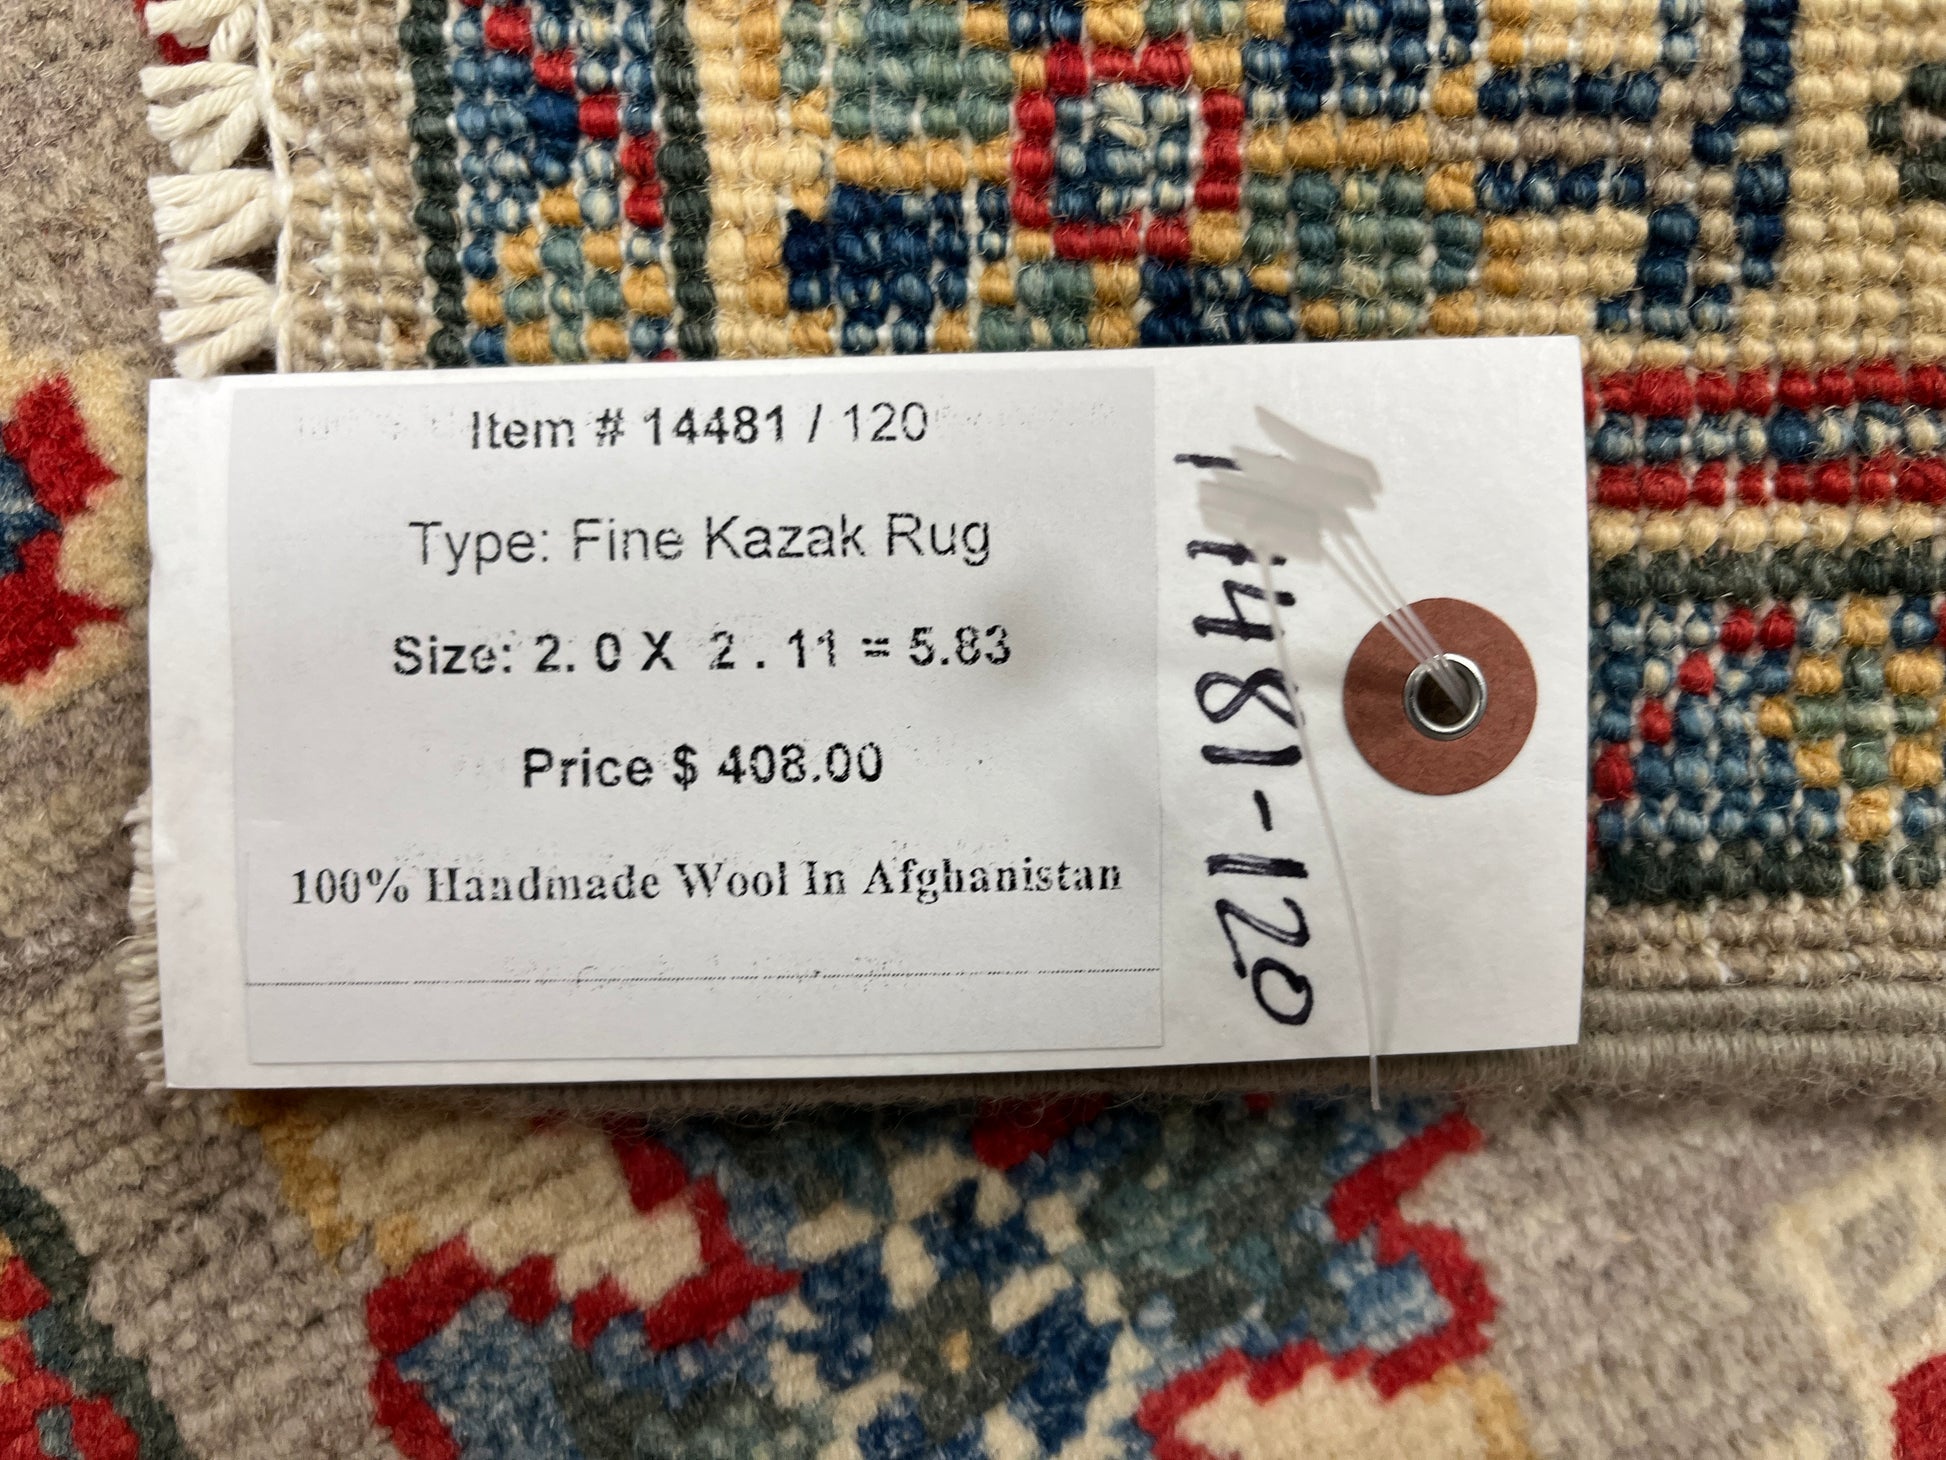 Item # 14481 / 120
Type: Fine Kazak Rug
Size: 2. 0 X 2 . 11 = 5.83
Price $ 408.00
100% Handmade Wool In Afghanistan
14481-120